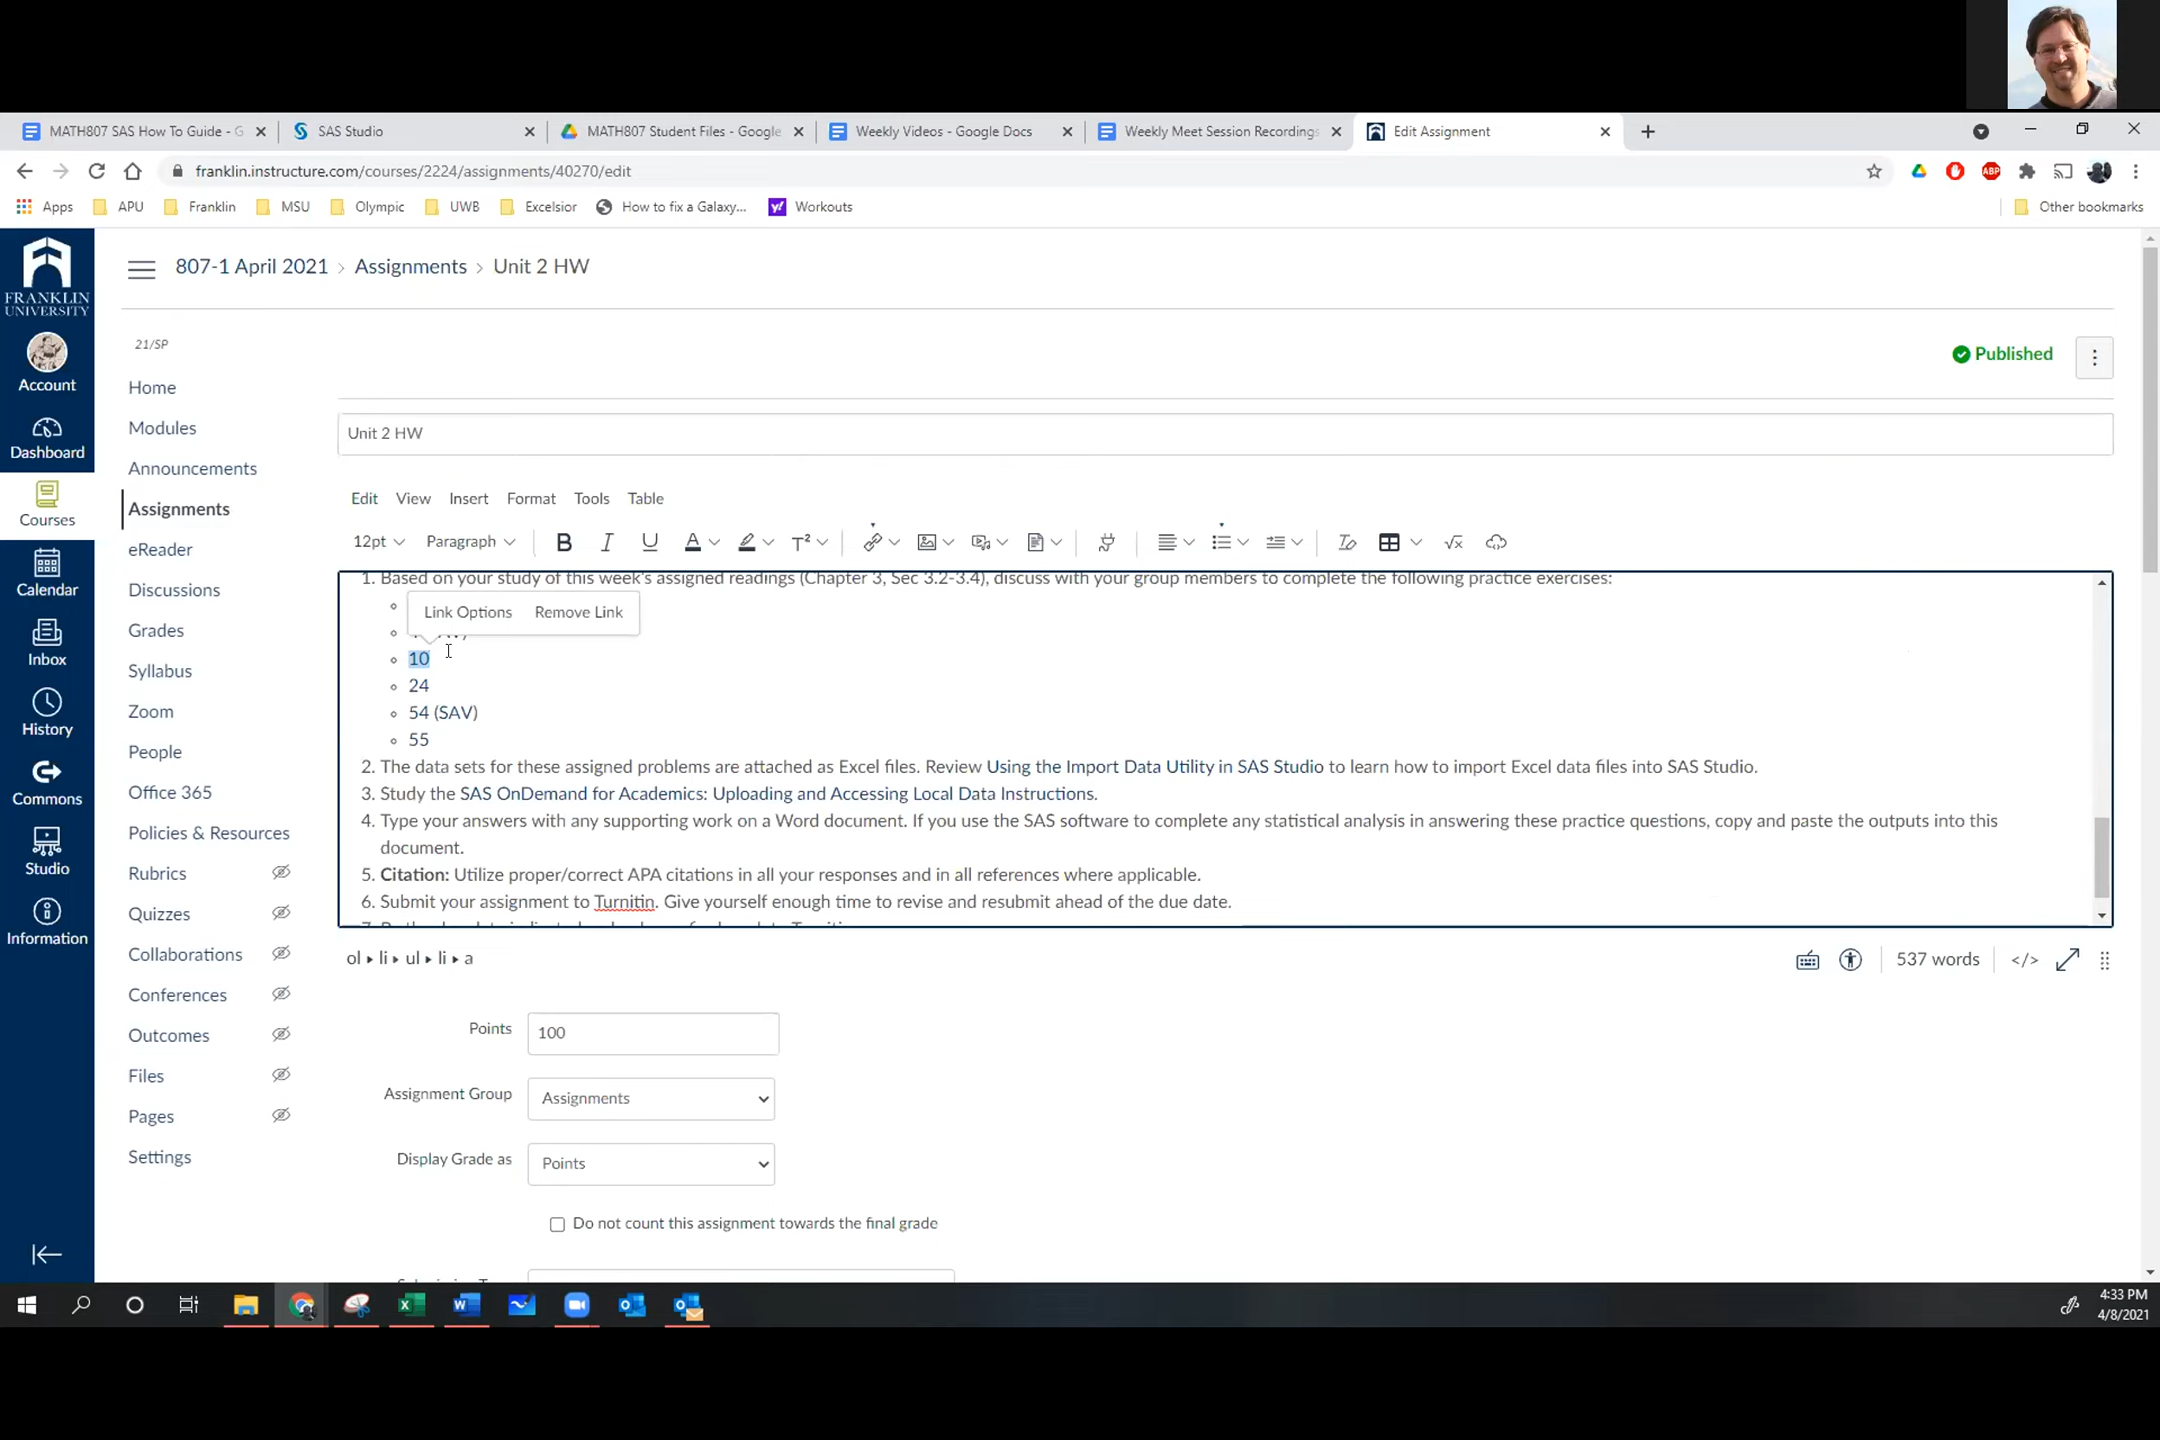 MATH807 SAS How To Guide - G
SAS Studio
MATH807 Student Files - Google
Weekly Videos - Google Docs
Weekly Meet Session Recordings
Edit Assignment
franklin.instructure.com/courses/2224/assignments/40270/edit
ABP
Apps
APU
Franklin
MSU
Olympic
UWB
Excelsior
How to fix a Galaxy...
Workouts
Other bookmarks
FRANKLIN
UNIVERSITY
Account
Dashboard
Courses
Calendar
Inbox
History
Commons
Studio
Information
807-1 April 2021 › Assignments › Unit 2 HW
21/SP
Home
Modules
Announcements
Assignments
eReader
Discussions
Grades
Syllabus
Zoom
People
Office 365
Policies & Resources
Rubrics
Quizzes
Collaborations
Conferences
Outcomes
Files
Pages
Settings
Published
Unit 2 HW
Edit View Insert Format Tools Table
12pt Paragraph B I U A T²
1. Based on your study of this week's assigned readings (Chapter 3, Sec 3.2-3.4), discuss with your group members to complete the following practice exercises:
Link Options Remove Link
10
24
54 (SAV)
55
2. The data sets for these assigned problems are attached as Excel files. Review Using the Import Data Utility in SAS Studio to learn how to import Excel data files into SAS Studio.
3. Study the SAS OnDemand for Academics: Uploading and Accessing Local Data Instructions.
4. Type your answers with any supporting work on a Word document. If you use the SAS software to complete any statistical analysis in answering these practice questions, copy and paste the outputs into this
document.
5. Citation: Utilize proper/correct APA citations in all your responses and in all references where applicable.
6. Submit your assignment to Turnitin. Give yourself enough time to revise and resubmit ahead of the due date.
ol ▸ li ▸ ul ▸ li ▸ a
537 words </>
Points 100
Assignment Group Assignments
Display Grade as Points
Do not count this assignment towards the final grade
4:33 PM
4/8/2021